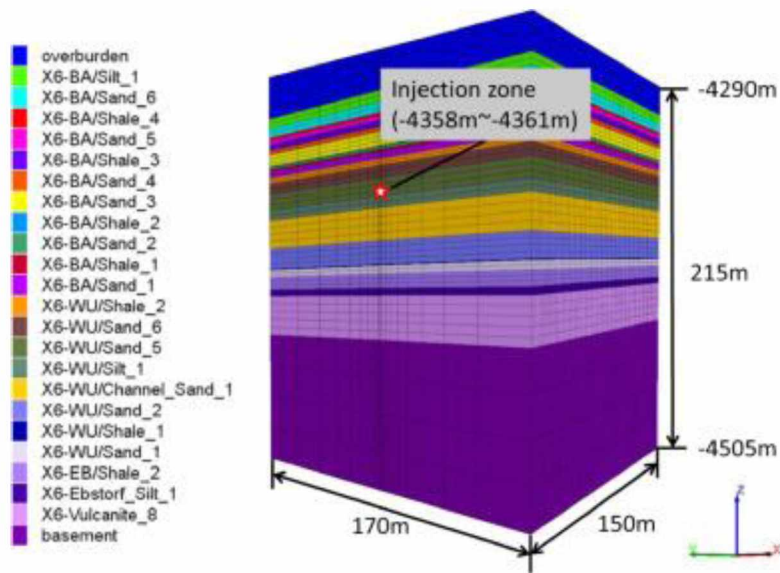 overburden
X6-BA/Silt_1
X6-BA/Sand_6
X6-BA/Shale_4
X6-BA/Sand_5
X6-BA/Shale_3
X6-BA/Sand_4
X6-BA/Sand_3
X6-BA/Shale_2
X6-BA/Sand_2
X6-BA/Shale_1
X6-BA/Sand_1
X6-WU/Shale_2
X6-WU/Sand_6
X6-WU/Sand_5
X6-WU/Silt_1
X6-WU/Channel_Sand_1
X6-WU/Sand_2
X6-WU/Shale_1
X6-WU/Sand_1
X6-EB/Shale_2
X6-Ebstorf_Silt_1
X6-Vulcanite_8
basement
Injection zone
(-4358m~-4361m)
-4290m
215m
-4505m
170m
150m
Z
Y
X